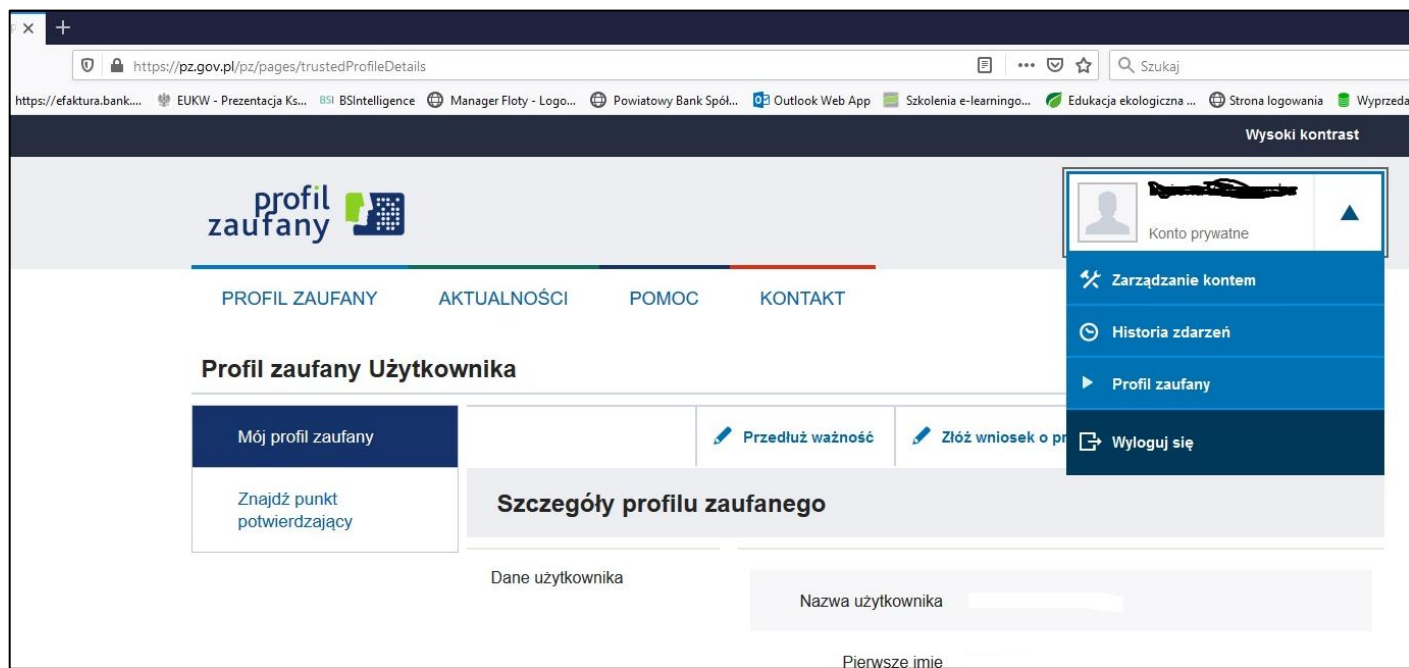 https://pz.gov.pl/pz/pages/trustedProfileDetails
Szukaj
https://efaktura.bank.... EUKW - Prezentacja Ks... BSI BSIntelligence Manager Floty - Logo... Powiatowy Bank Spół... Outlook Web App Szkolenia e-learningo... Edukacja ekologiczna ... Strona logowania Wyprzeda
Wysoki kontrast
profil
zaufany
Konto prywatne
Zarządzanie kontem
Historia zdarzeń
Profil zaufany
Wyloguj się
PROFIL ZAUFANY AKTUALNOŚCI POMOC KONTAKT
Profil zaufany Użytkownika
Mój profil zaufany
Znajdź punkt
potwierdzający
Przedłuż ważność
Złóż wniosek o pr
Szczegóły profilu zaufanego
Dane użytkownika
Nazwa użytkownika
Pierwsze imię